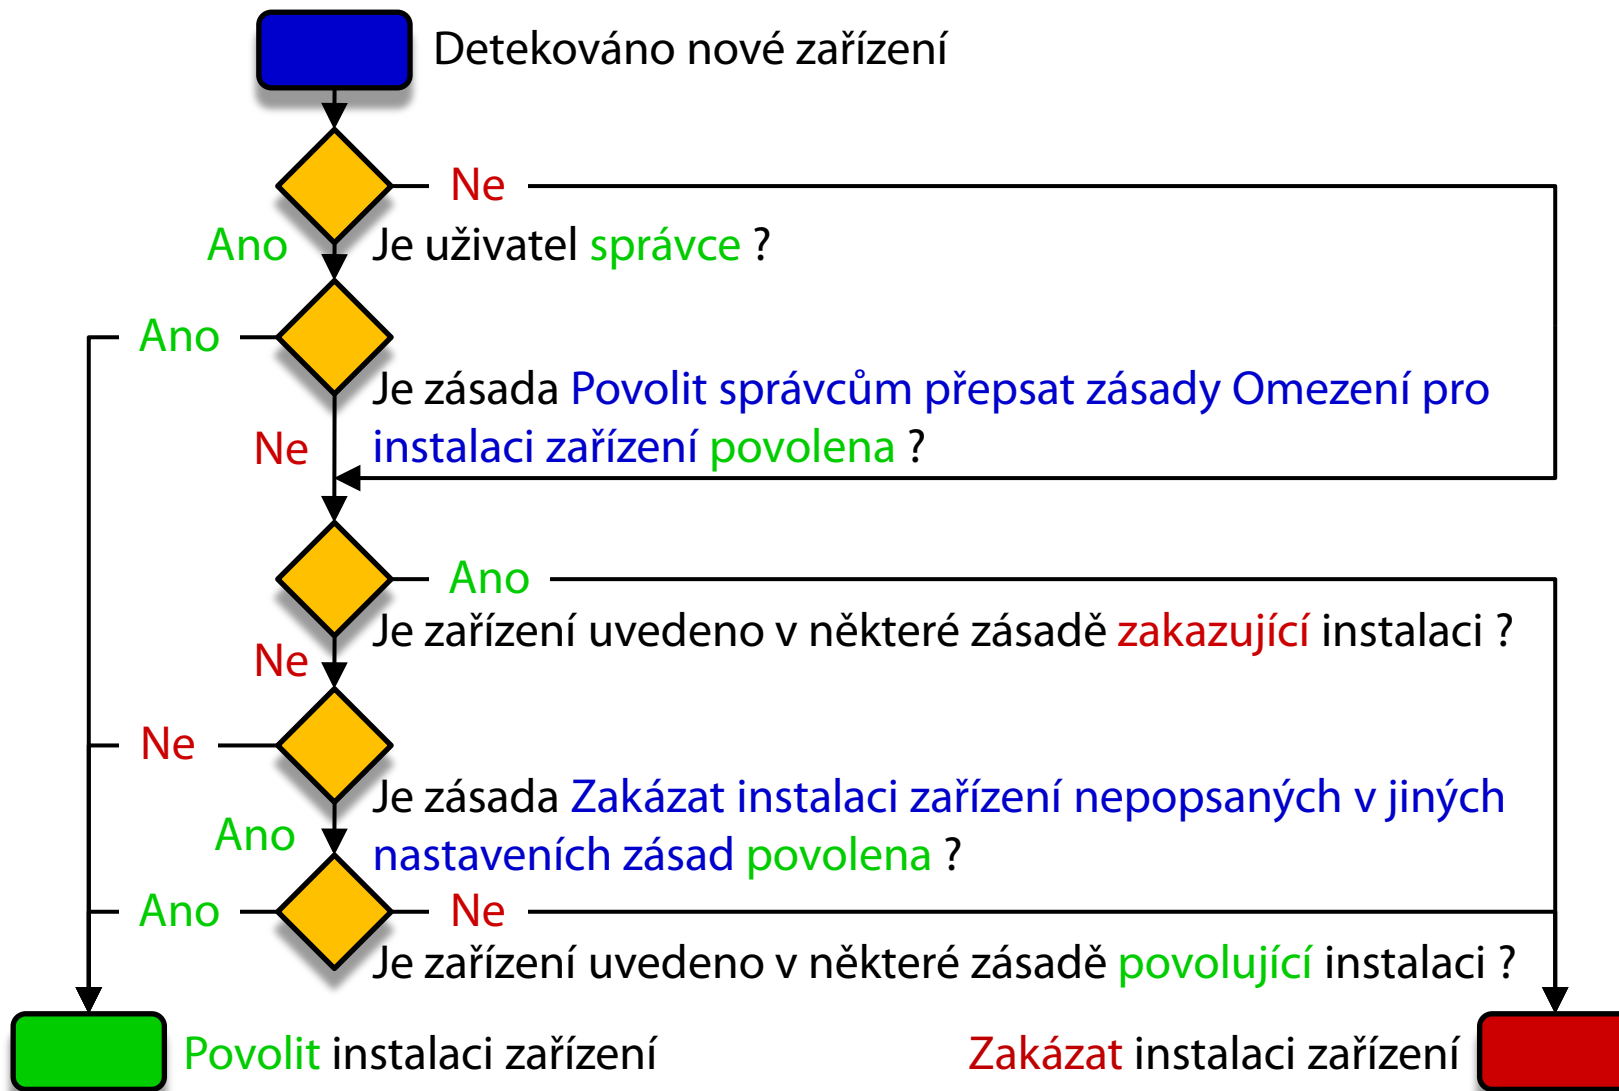 Detekováno nové zařízení
Ne
Ano
Je uživatel správce ?
Ano
Je zásada Povolit správcům přepsat zásady Omezení pro
instalaci zařízení povolena ?
Ne
Ano
Je zařízení uvedeno v některé zásadě zakazující instalaci ?
Ne
Ne
Je zásada Zakázat instalaci zařízení nepopsaných v jiných
nastaveních zásad povolena ?
Ano
Ano
Ne
Je zařízení uvedeno v některé zásadě povolující instalaci ?
Povolit instalaci zařízení
Zakázat instalaci zařízení